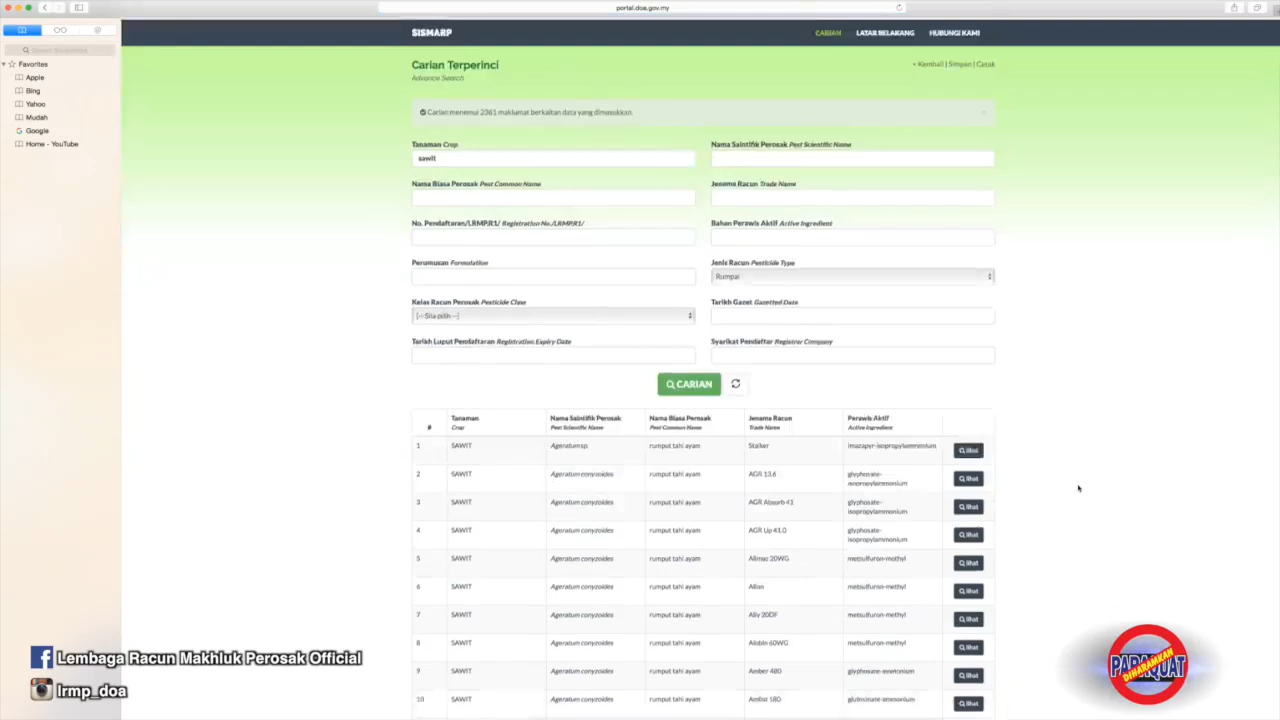 portal.doa.gov.my
Favorites
Apple
Bing
Yahoo
Mudah
Google
Home - YouTube
SISMARP
CARIAN LATAR BELAKANG HUBUNGI KAMI
Carian Terperinci
Advance Search
< Kembali | Simpan | Cetak
Carian menemui 2361 maklumat berkaitan data yang dimasukkan.
Tanaman Crop
sawit
Nama Saintifik Perosak Pest Scientific Name
Nama Biasa Perosak Pest Common Name
Jenama Racun Trade Name
No. Pendaftaran/LRMP.R1/ Registration No./LRMP.R1/
Bahan Perawis Aktif Active Ingredient
Perumusan Formulation
Jenis Racun Pesticide Type
Rumpai
Kelas Racun Perosak Pesticide Class
[-- Sila pilih --]
Tarikh Gazet Gazetted Date
Tarikh Luput Pendaftaran Registration Expiry Date
Syarikat Pendaftar Registrar Company
CARIAN
# Tanaman Crop Nama Saintifik Perosak Pest Scientific Name Nama Biasa Perosak Pest Common Name Jenama Racun Trade Name Perawis Aktif Active Ingredient
1 SAWIT Ageratum sp. rumput tahi ayam Stalker imazapyr-isopropylammonium lihat
2 SAWIT Ageratum conyzoides rumput tahi ayam AGR 13.6 glyphosate-isopropylammonium lihat
3 SAWIT Ageratum conyzoides rumput tahi ayam AGR Absorb 41 glyphosate-isopropylammonium lihat
4 SAWIT Ageratum conyzoides rumput tahi ayam AGR Up 41.0 glyphosate-isopropylammonium lihat
5 SAWIT Ageratum conyzoides rumput tahi ayam Alimax 20WG metsulfuron-methyl lihat
6 SAWIT Ageratum conyzoides rumput tahi ayam metsulfuron-methyl lihat
7 SAWIT Ageratum conyzoides rumput tahi ayam Ally 20DF metsulfuron-methyl lihat
8 SAWIT Ageratum conyzoides rumput tahi ayam metsulfuron-methyl lihat
9 SAWIT Ageratum conyzoides rumput tahi ayam Amber 480 glyphosate-ammonium lihat
10 SAWIT Ageratum conyzoides rumput tahi ayam glufosinate-ammonium lihat
Lembaga Racun Makhluk Perosak Official
lrmp_doa
PARAQUAT
DIHARAMKAN